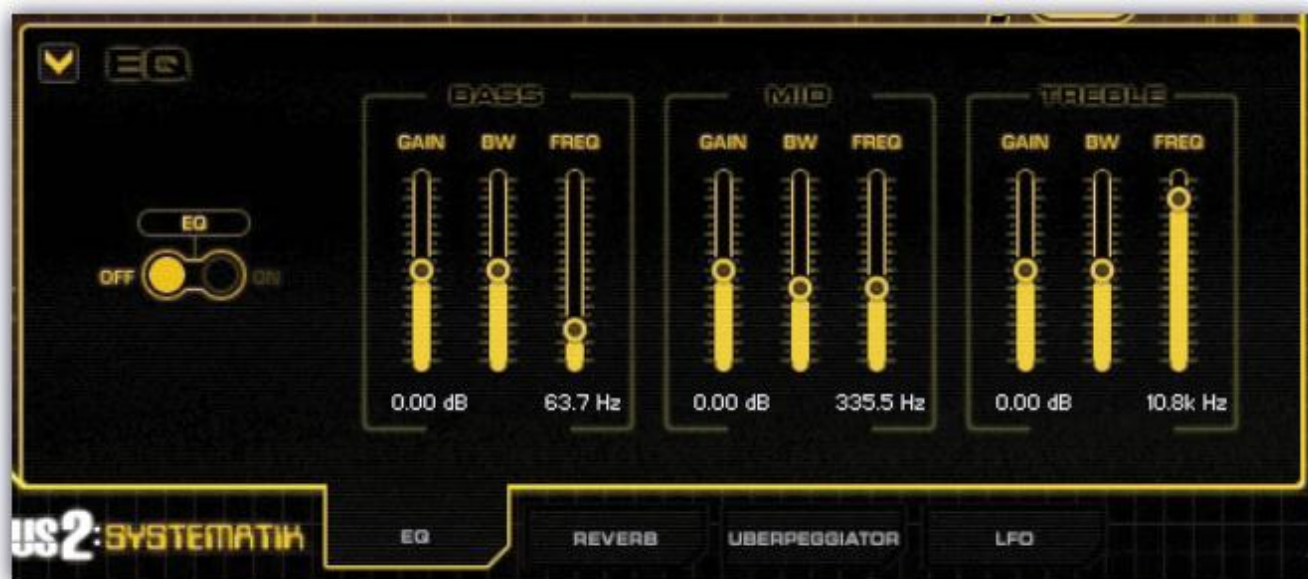 EQ
BASS MID TREBLE
GAIN BW FREQ GAIN BW FREQ GAIN BW FREQ
EQ
OFF ON
0.00 dB 63.7 Hz 0.00 dB 335.5 Hz 0.00 dB 10.8k Hz
US2:SYSTEMATIK EQ REVERB UBERPEGGIATOR LFO